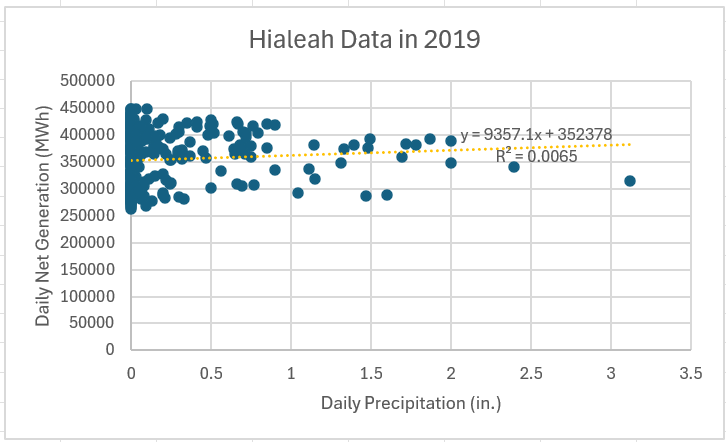 Hialeah Data in 2019
Daily Net Generation (MWh)
500000
450000
400000
350000
300000
250000
200000
150000
100000
50000
0
y = 9357.1x + 352378
R² = 0.0065
0 0.5 1 1.5 2 2.5 3 3.5
Daily Precipitation (in.)